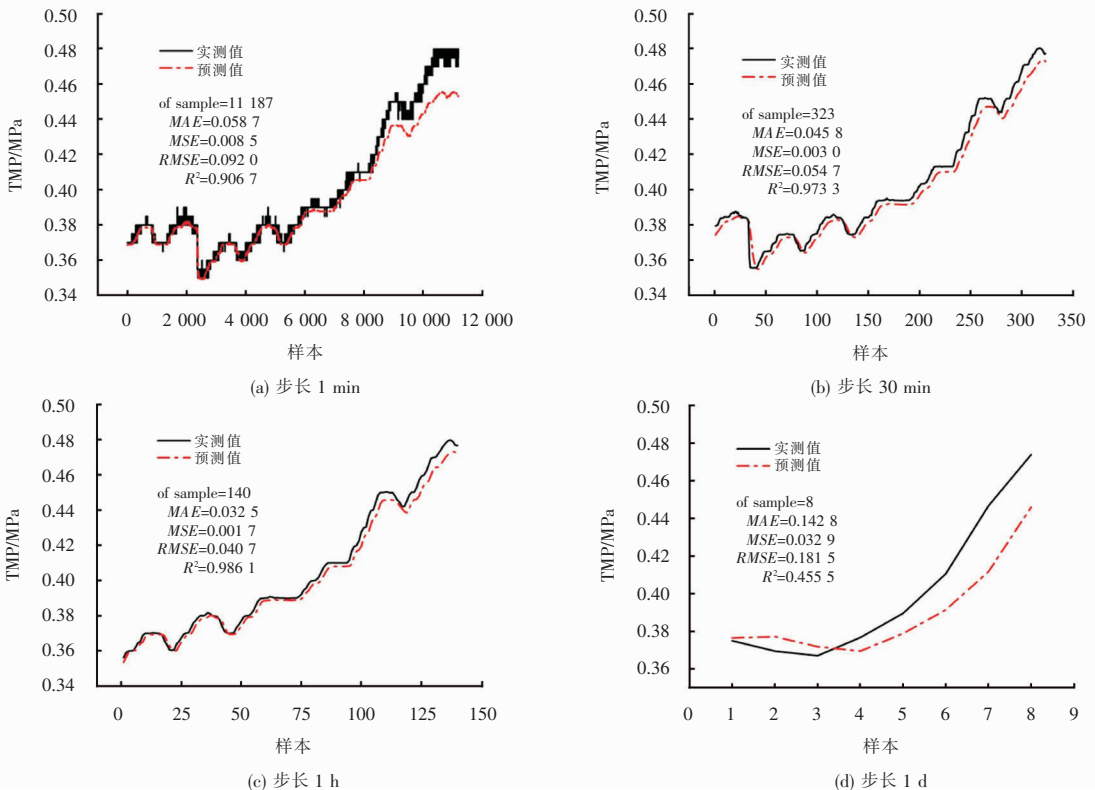 0.50
0.48
0.46
0.44
0.42
0.40
0.38
0.36
0.34
TMP/MPa
实测值
预测值
of sample=11 187
MAE=0.058 7
MSE=0.008 5
RMSE=0.092 0
R²=0.906 7
0 2 000 4 000 6 000 8 000 10 000 12 000
样本
(a) 步长 1 min
0.50
0.48
0.46
0.44
0.42
0.40
0.38
0.36
0.34
TMP/MPa
实测值
预测值
of sample=323
MAE=0.045 8
MSE=0.003 0
RMSE=0.054 7
R²=0.973 3
0 50 100 150 200 250 300 350
样本
(b) 步长 30 min
0.50
0.48
0.46
0.44
0.42
0.40
0.38
0.36
0.34
TMP/MPa
实测值
预测值
of sample=140
MAE=0.032 5
MSE=0.001 7
RMSE=0.040 7
R²=0.986 1
0 25 50 75 100 125 150
样本
(c) 步长 1 h
0.50
0.48
0.44
0.42
0.40
0.38
0.36
TMP/MPa
实测值
预测值
of sample=8
MAE=0.142 8
MSE=0.032 9
RMSE=0.181 5
R²=0.455 5
0 1 2 3 4 5 6 7 8 9
样本
(d) 步长 1 d